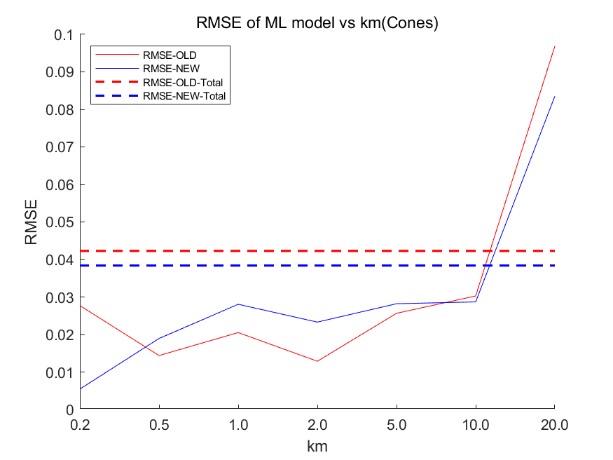 RMSE of ML model vs km(Cones)
0.1
0.09
0.08
0.07
0.06
0.05
0.04
0.03
0.02
0.01
0
RMSE
RMSE-OLD
RMSE-NEW
RMSE-OLD-Total
RMSE-NEW-Total
0.2 0.5 1.0 2.0 5.0 10.0 20.0
km